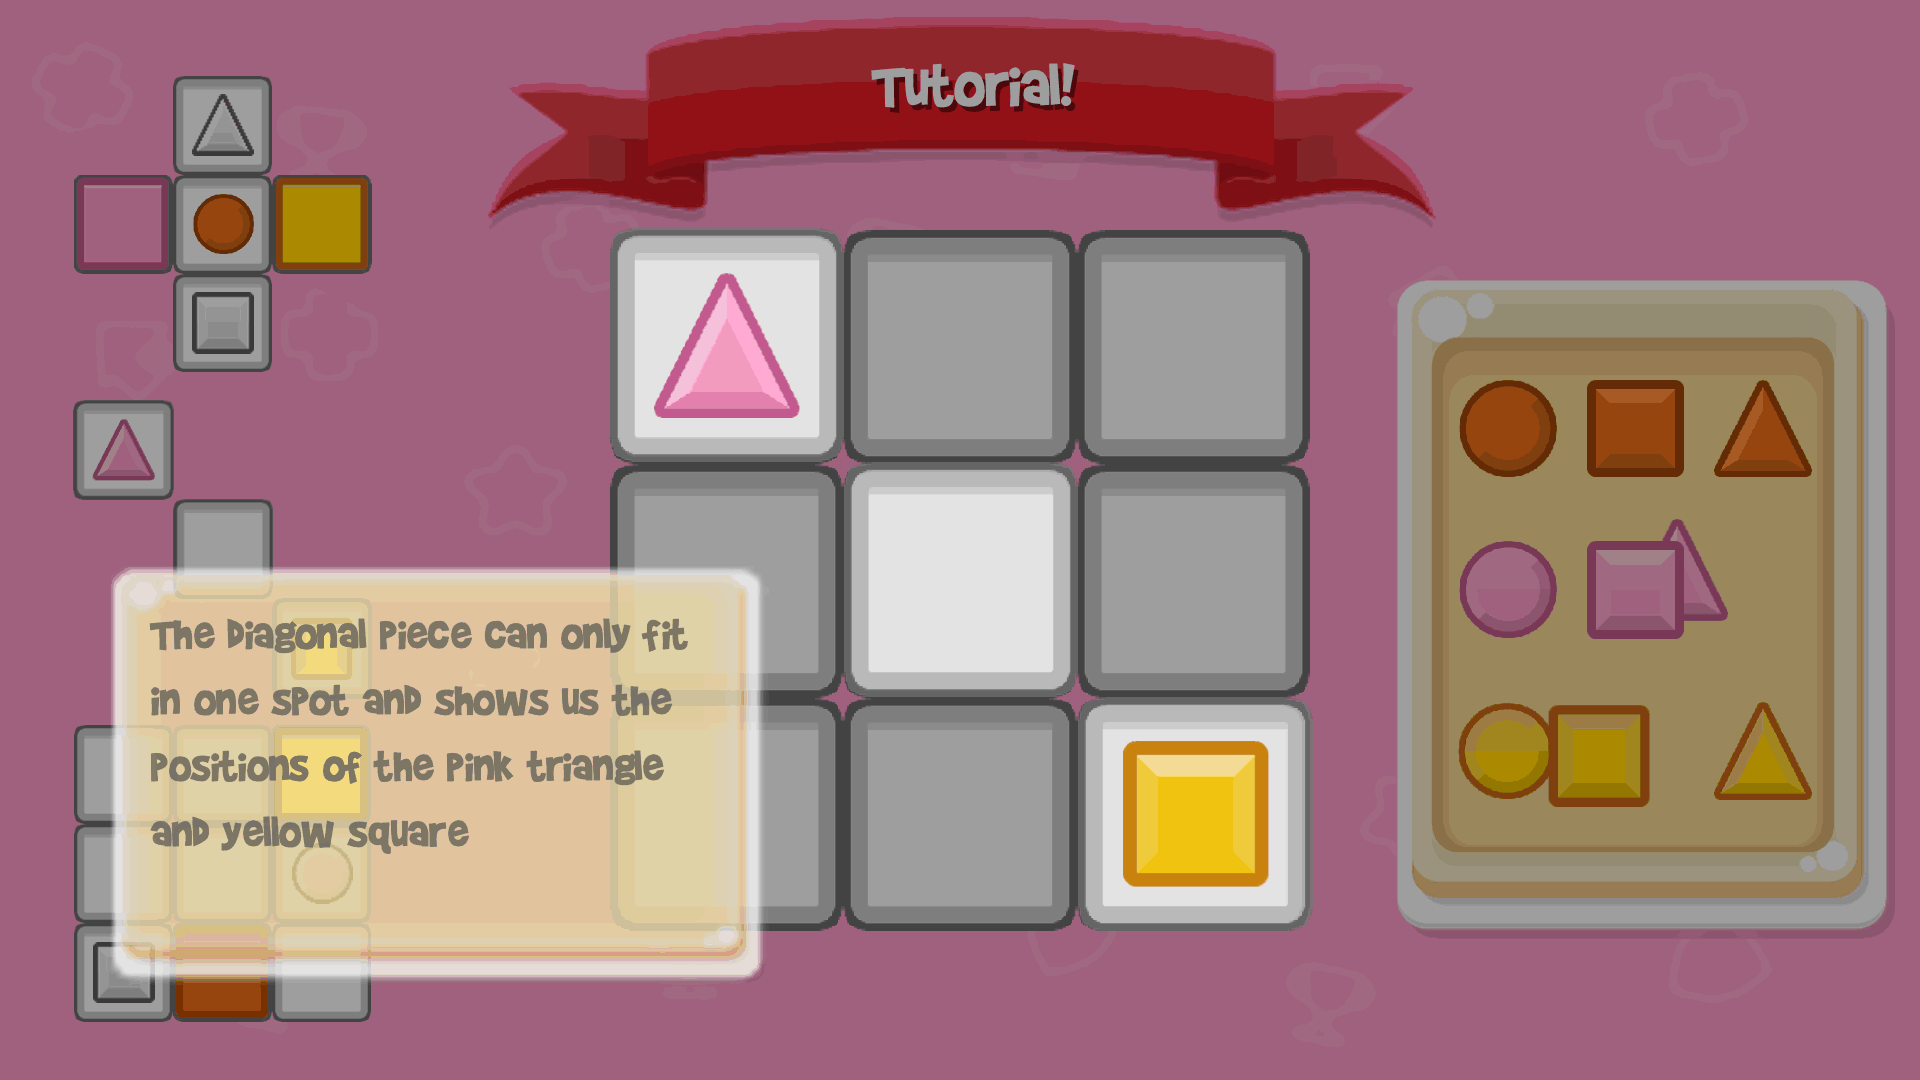 Tutorial!
The Diagonal Piece can only fit
in one spot and shows us the
Positions of the Pink triangle
and yellow square